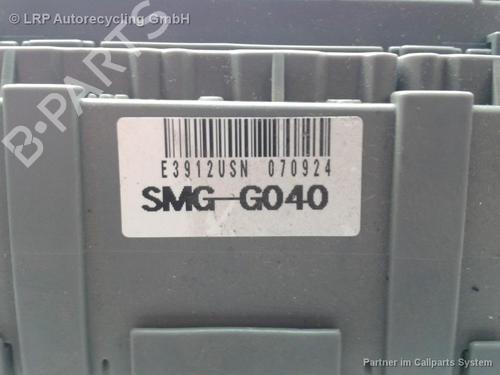 LRP Autorecycling GmbH
B-PARTS
E3912USN 070924
SMG-G040
Partner im Callparts System